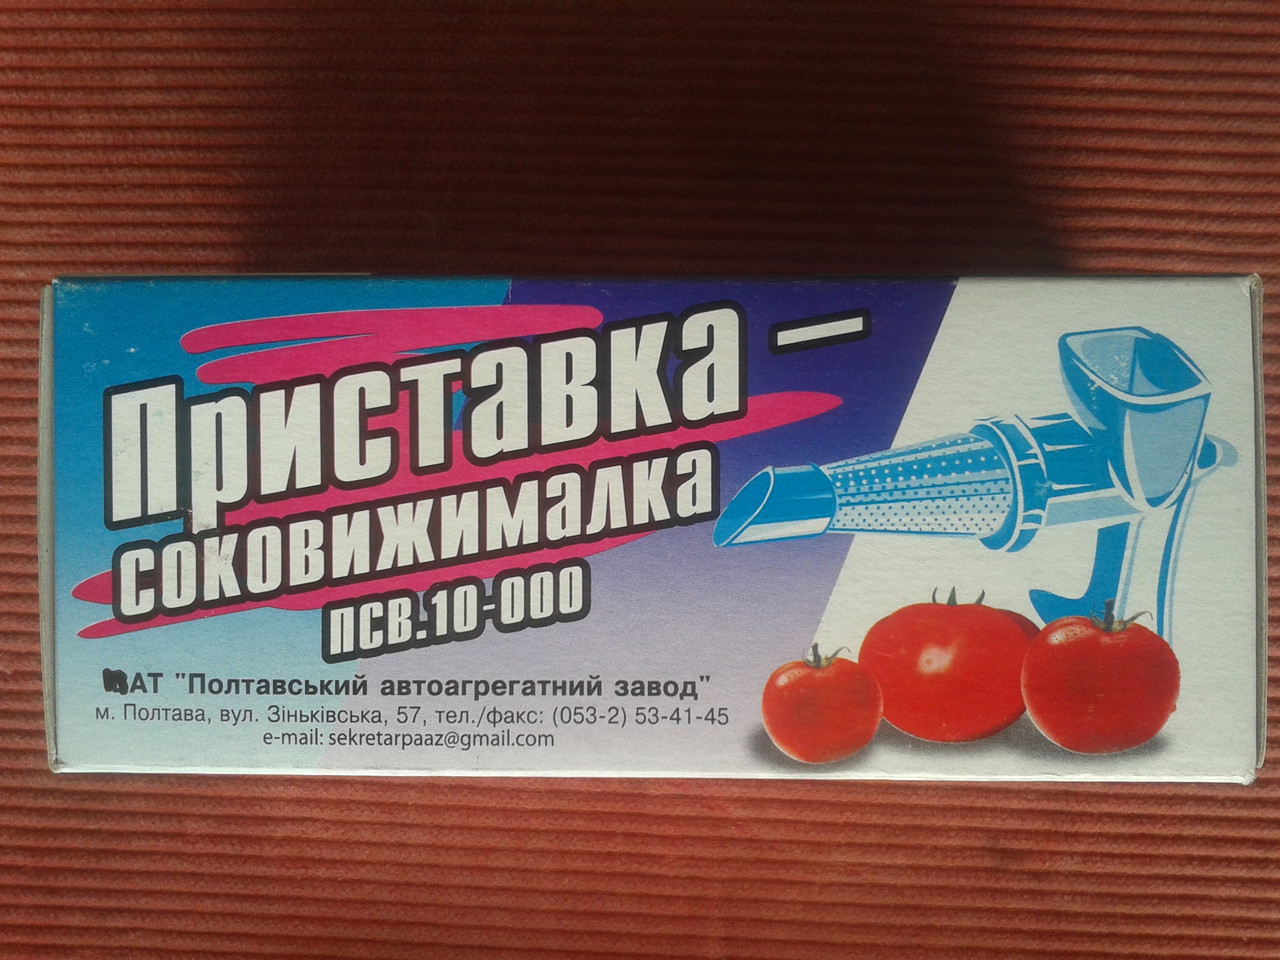 Приставка –
соковижималка
псв.10-000
АТ "Полтавський автоагрегатний завод"
м. Полтава, вул. Зіньківська, 57, тел./факс: (053-2) 53-41-45
e-mail: sekretarpaaz@gmail.com